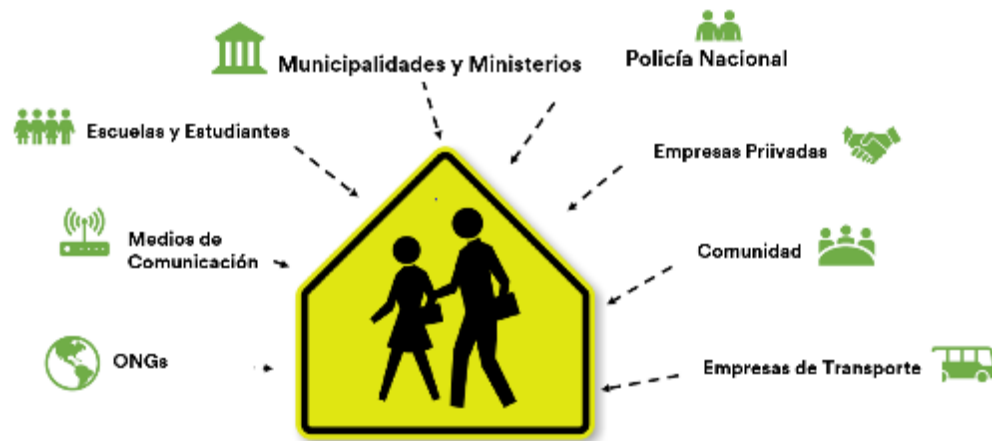 Municipalidades y Ministerios
Policía Nacional
Escuelas y Estudiantes
Empresas Priivadas
Medios de
Comunicación
Comunidad
ONGs
Empresas de Transporte